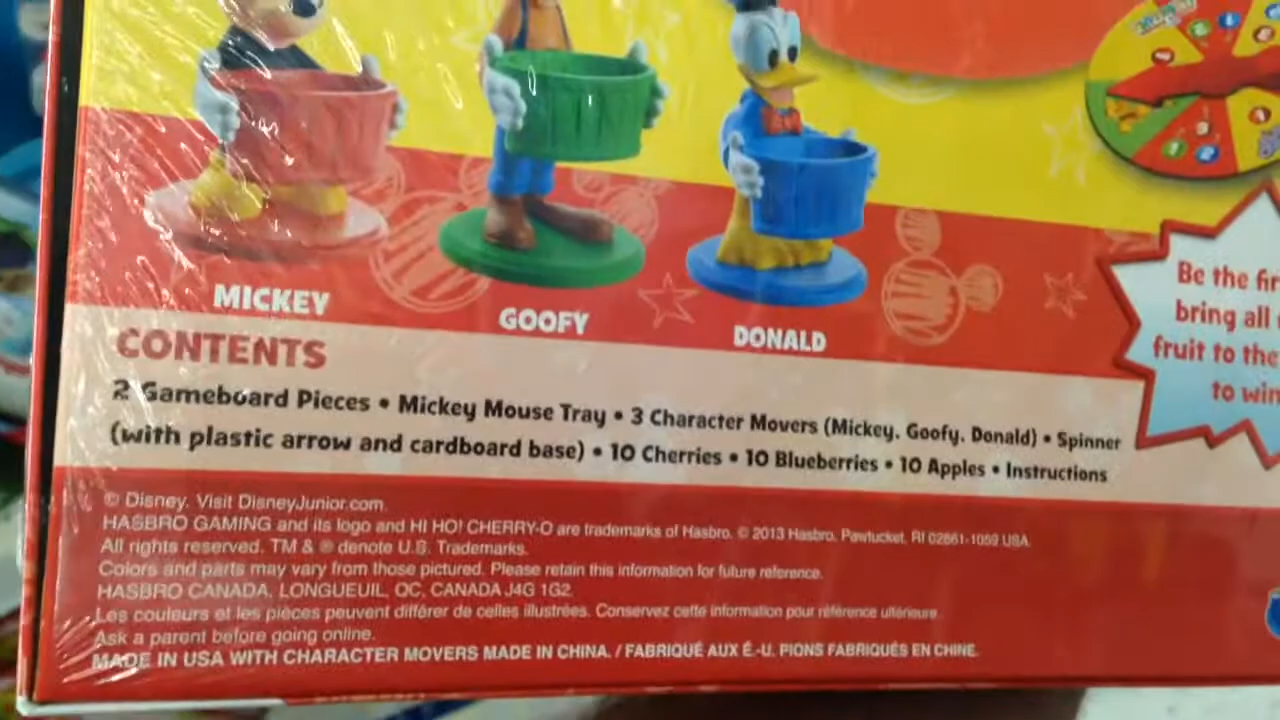 MICKEY
GOOFY
DONALD
Be the
bring all
fruit to the
to win
CONTENTS
2 Gameboard Pieces • Mickey Mouse Tray • 3 Character Movers (Mickey, Goofy, Donald) • Spinner
(with plastic arrow and cardboard base) • 10 Cherries • 10 Blueberries • 10 Apples • Instructions
© Disney. Visit DisneyJunior.com
HASBRO GAMING and its logo and HI HO! CHERRY-O are trademarks of Hasbro. © 2013 Hasbro, Pawtucket, RI 02861-1059 USA.
All rights reserved. TM & ® denote U.S. Trademarks.
Colors and parts may vary from those pictured. Please retain this information for future reference.
HASBRO CANADA, LONGUEUIL, QC, CANADA J4G 1G2.
Les couleurs et les pièces peuvent différer de celles illustrées. Conservez cette information pour référence ultérieure.
Ask a parent before going online.
MADE IN USA WITH CHARACTER MOVERS MADE IN CHINA. / FABRIQUÉ AUX É.-U. PIONS FABRIQUÉS EN CHINE.